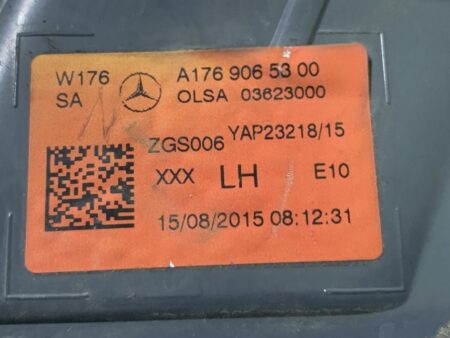 W176 A176 906 53 00
SA OLSA 03623000
ZGS006 YAP23218/15
XXX LH E10
15/08/2015 08:12:31